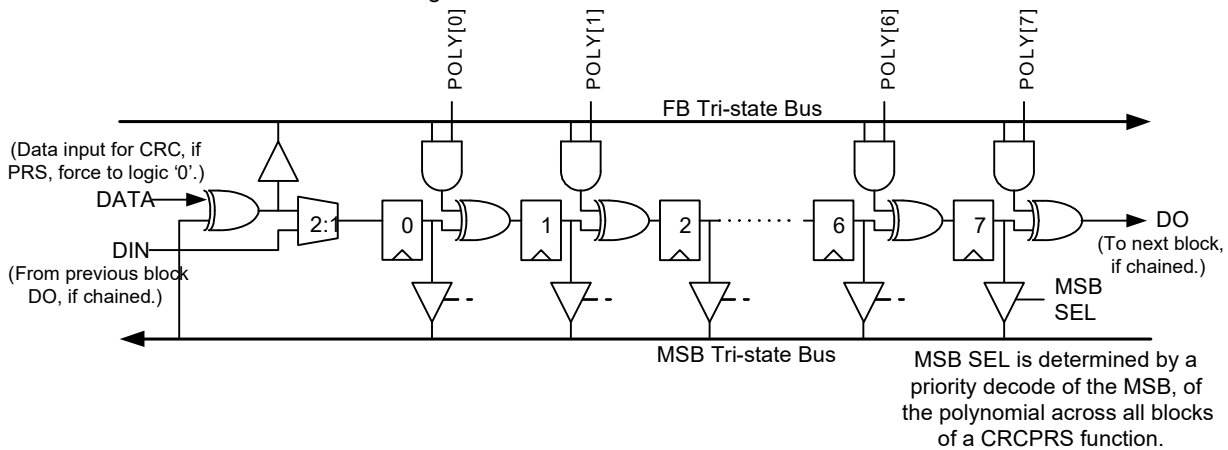 POLY[0]
POLY[1]
POLY[6]
POLY[7]
FB Tri-state Bus
(Data input for CRC, if
PRS, force to logic ‘0’.)
DATA
2:1
0
1
2
6
7
DO
(To next block,
if chained.)
DIN
(From previous block
DO, if chained.)
MSB
SEL
MSB Tri-state Bus
MSB SEL is determined by a
priority decode of the MSB, of
the polynomial across all blocks
of a CRCPRS function.